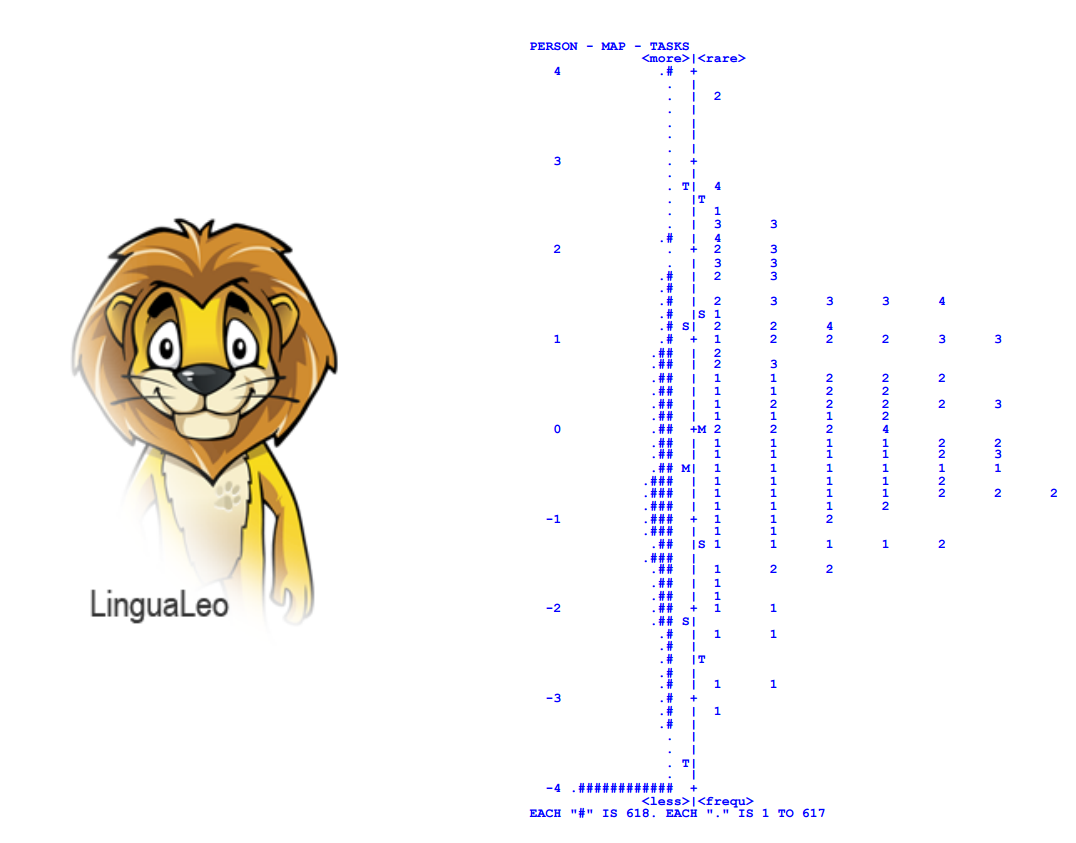 LinguaLeo
PERSON - MAP - TASKS
<more>|<rare>
4 .# +
. |
. | 2
. |
. |
. |
. |
3 . +
. |
. T| 4
. |T
. | 1
. | 3 3
.# | 4
2 . + 2 3
. | 3 3
.# | 2 3
.# |
.# | 2 3 3 3 4
.# |S 1
.# S| 2 2 4
1 .# + 1 2 2 2 3 3
.## | 2
.## | 2 3
.## | 1 1 2 2 2
.## | 1 1 2 2
.## | 1 2 2 2 2 3
.## | 1 1 1 2
0 .## +M 2 2 2 4
.## | 1 1 1 1 2 2
.## | 1 1 1 1 2 3
.## M| 1 1 1 1 1 1
.### | 1 1 1 1 2
.### | 1 1 1 1 2 2 2
.### | 1 1 1 2
-1 .### + 1 1 2
.### | 1 1
.## |S 1 1 1 1 2
.### |
.## | 1 2 2
.## | 1
.## | 1
-2 .## + 1 1
.## S|
.# | 1 1
.# |
.# |T
.# |
.# | 1 1
-3 .# +
.# | 1
.# |
. |
. |
. T|
. |
-4 .############ +
<less>|<frequ>
EACH "#" IS 618. EACH "." IS 1 TO 617